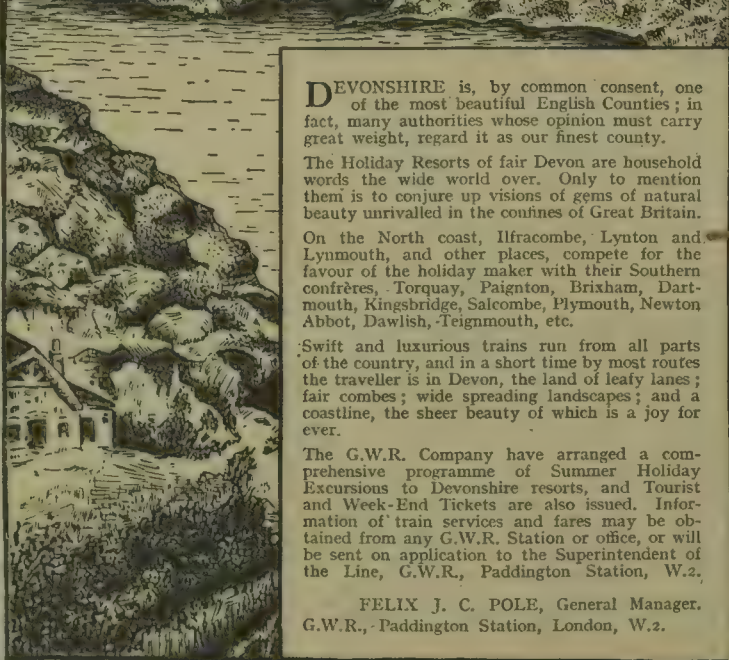 DEVONSHIRE is, by common consent, one
of the most beautiful English Counties ; in
fact, many authorities whose opinion must carry
great weight, regard it as our finest county.
The Holiday Resorts of fair Devon are household
words the wide world over. Only to mention
them is to conjure up visions of gems of natural
beauty unrivalled in the confines of Great Britain.
On the North coast, Ilfracombe, Lynton and
Lynmouth, and other places, compete for the
favour of the holiday maker with their Southern
confrères, Torquay, Paignton, Brixham, Dart-
mouth, Kingsbridge, Salcombe, Plymouth, Newton
Abbot, Dawlish, Teignmouth, etc.
Swift and luxurious trains run from all parts
of the country, and in a short time by most routes
the traveller is in Devon, the land of leafy lanes ;
fair combes ; wide spreading landscapes ; and a
coastline, the sheer beauty of which is a joy for
ever.
The G.W.R. Company have arranged a com-
prehensive programme of Summer Holiday
Excursions to Devonshire resorts, and Tourist
and Week-End Tickets are also issued. Infor-
mation of train services and fares may be ob-
tained from any G.W.R. Station or office, or will
be sent on application to the Superintendent of
the Line, G.W.R., Paddington Station, W.2.
FELIX J. C. POLE, General Manager.
G.W.R., Paddington Station, London, W.2.